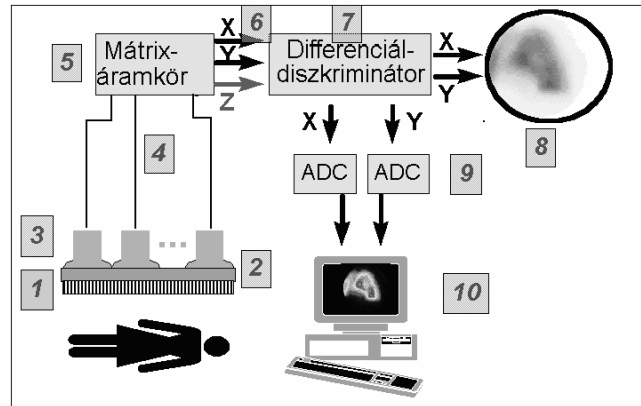 6
7
X
Y
Z
5
Mátrix-
áramkör
Differenciál-
diszkriminátor
X
Y
8
4
X
Y
ADC
ADC
9
3
2
1
10